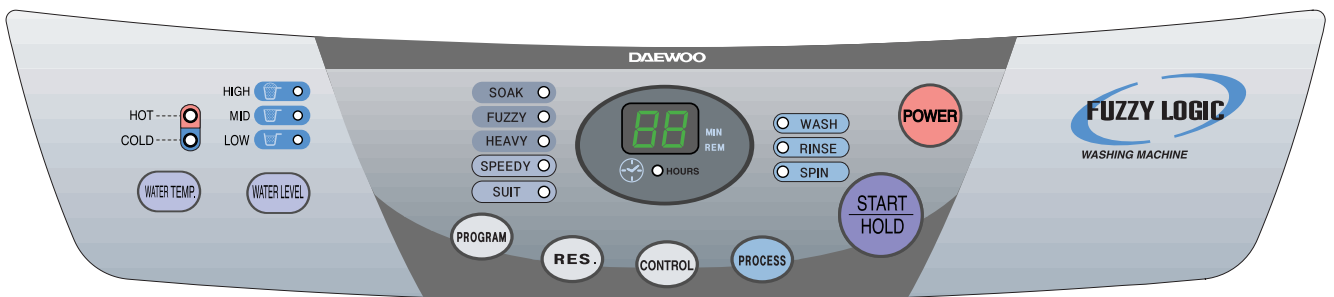 DAEWOO
HIGH
MID
LOW
HOT
COLD
WATER TEMP.
WATER LEVEL
SOAK
FUZZY
HEAVY
SPEEDY
SUIT
88
MIN
REM
HOURS
WASH
RINSE
SPIN
POWER
START
HOLD
PROGRAM
RES.
CONTROL
PROCESS
FUZZY LOGIC
WASHING MACHINE